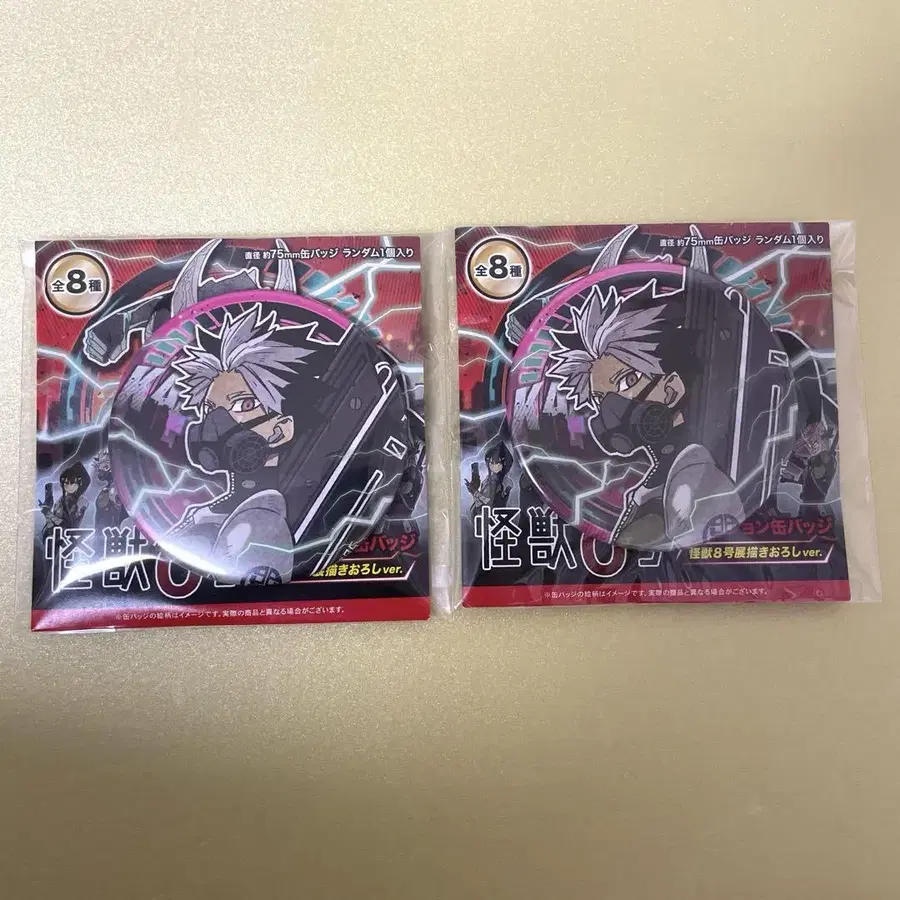 全8種
直径 約75mm缶バッジ ランダム1個入り
怪獣8
缶バッジ
展描きおろしver.
※缶バッジの絵柄はイメージです。実際の商品と異なる場合がございます。
全8種
直径 約75mm缶バッジ ランダム1個入り
怪獣8
ョン缶バッジ
怪獣8号展描きおろしver.
※缶バッジの絵柄はイメージです。実際の商品と異なる場合がございます。